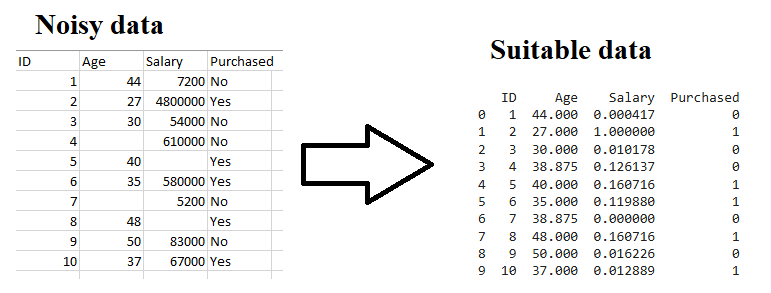 Noisy data
ID Age Salary Purchased
1 44 7200 No
2 27 4800000 Yes
3 30 54000 No
4 610000 No
5 40 Yes
6 35 580000 Yes
7 5200 No
8 48 Yes
9 50 83000 No
10 37 67000 Yes
Suitable data
ID Age Salary Purchased
0 1 44.000 0.000417 0
1 2 27.000 1.000000 1
2 3 30.000 0.010178 0
3 4 38.875 0.126137 0
4 5 40.000 0.160716 1
5 6 35.000 0.119880 1
6 7 38.875 0.000000 0
7 8 48.000 0.160716 1
8 9 50.000 0.016226 0
9 10 37.000 0.012889 1